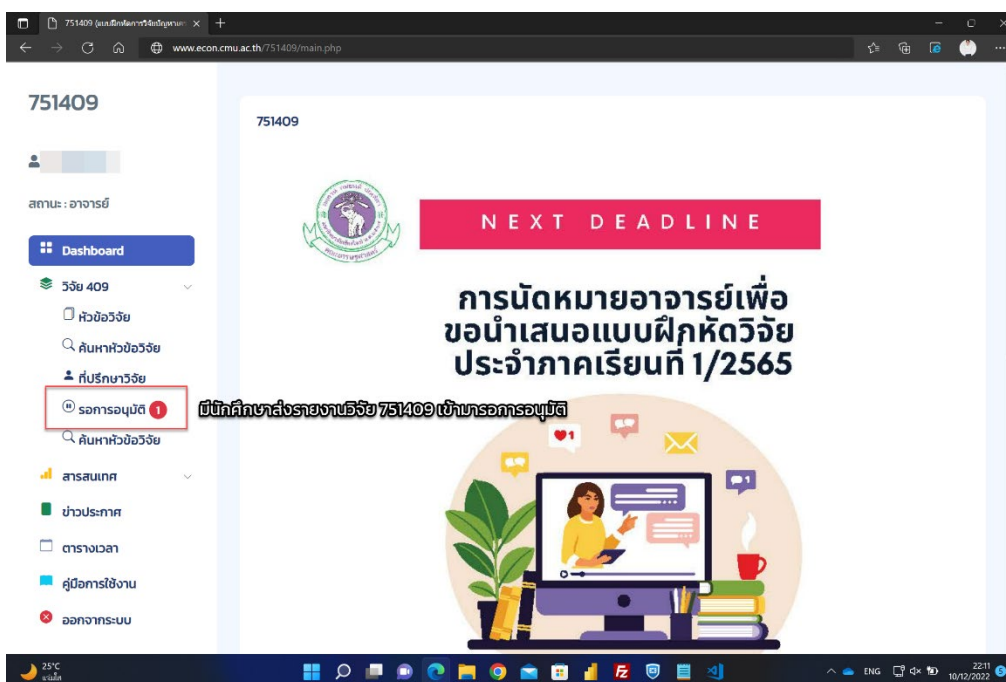 751409 (แบบฝึกหัดการวิจัยปัญหาเศ
www.econ.cmu.ac.th/751409/main.php
751409
สถานะ : อาจารย์
Dashboard
วิจัย 409
หัวข้อวิจัย
ค้นหาหัวข้อวิจัย
ที่ปรึกษาวิจัย
รอการอนุมัติ 1
ค้นหาหัวข้อวิจัย
สารสนเทศ
ข่าวประกาศ
ตารางเวลา
คู่มือการใช้งาน
ออกจากระบบ
751409
NEXT DEADLINE
การนัดหมายอาจารย์เพื่อ
ขอนำเสนอแบบฝึกหัดวิจัย
ประจำภาคเรียนที่ 1/2565
มีนักศึกษาส่งรายงานวิจัย 751409 เข้ามารอการอนุมัติ
1
1
25°C
ENG
22:11
10/12/2022